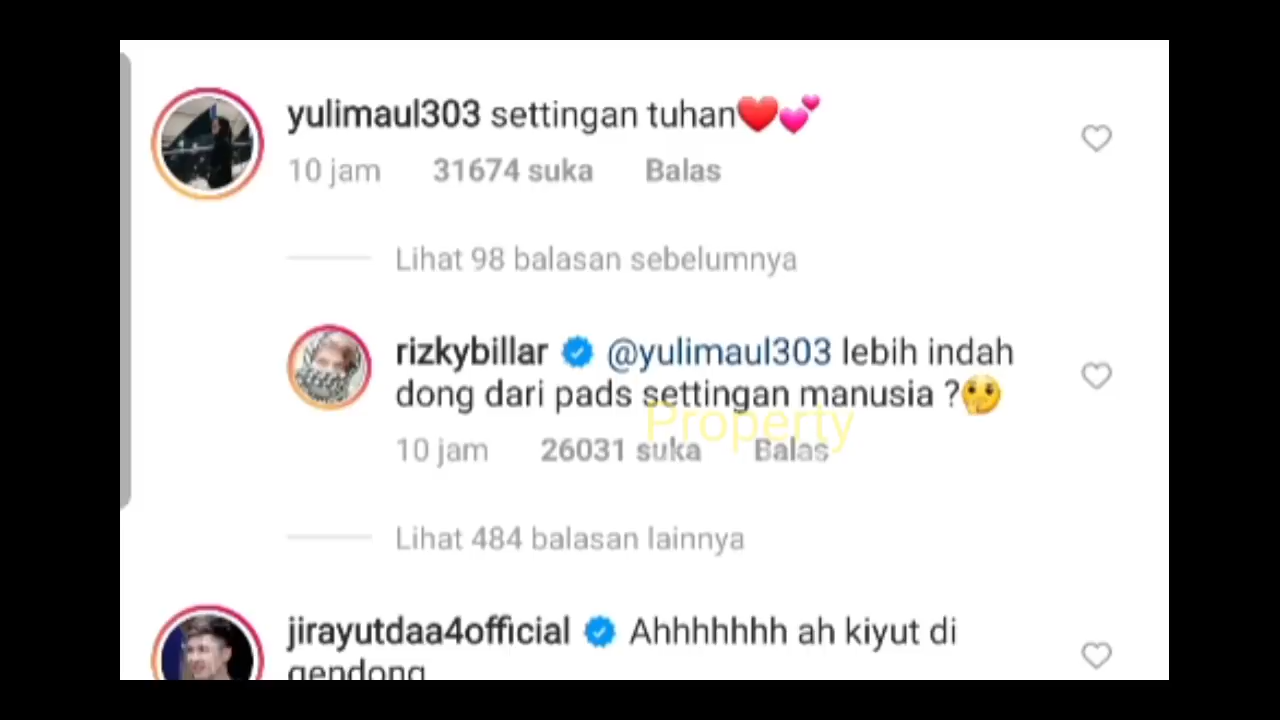 yulimaul303 settingan tuhan❤️💕
10 jam 31674 suka Balas
Lihat 98 balasan sebelumnya
rizkybillar @yulimaul303 lebih indah
dong dari pads settingan manusia ?🤔
Property
10 jam 26031 suka Balas
Lihat 484 balasan lainnya
jirayutdaa4official Ahhhhhhh ah kiyut di
gendong